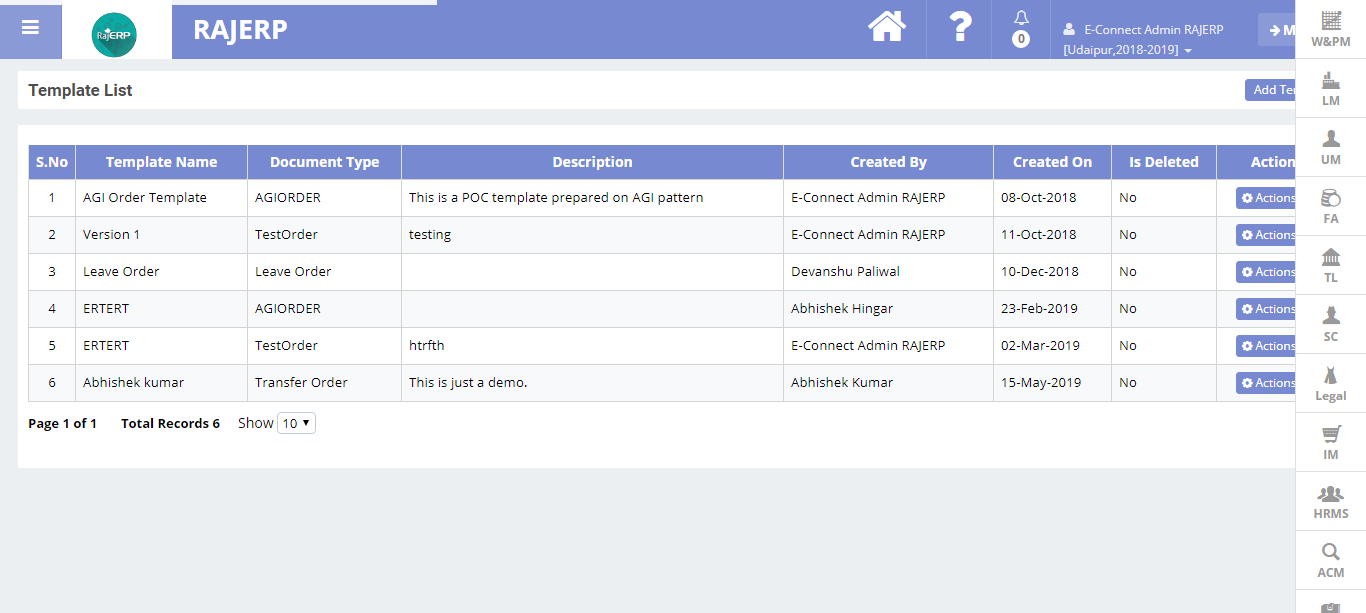 RajERP
RAJERP
0
E-Connect Admin RAJERP
[Udaipur,2018-2019]
M
Template List
Add Te
S.No Template Name Document Type Description Created By Created On Is Deleted Action
1 AGI Order Template AGIORDER This is a POC template prepared on AGI pattern E-Connect Admin RAJERP 08-Oct-2018 No Actions
2 Version 1 TestOrder testing E-Connect Admin RAJERP 11-Oct-2018 No Actions
3 Leave Order Leave Order Devanshu Paliwal 10-Dec-2018 No Actions
4 ERTERT AGIORDER Abhishek Hingar 23-Feb-2019 No Actions
5 ERTERT TestOrder htrfth E-Connect Admin RAJERP 02-Mar-2019 No Actions
6 Abhishek kumar Transfer Order This is just a demo. Abhishek Kumar 15-May-2019 No Actions
Page 1 of 1 Total Records 6 Show 10
W&PM
LM
UM
FA
TL
SC
Legal
IM
HRMS
ACM